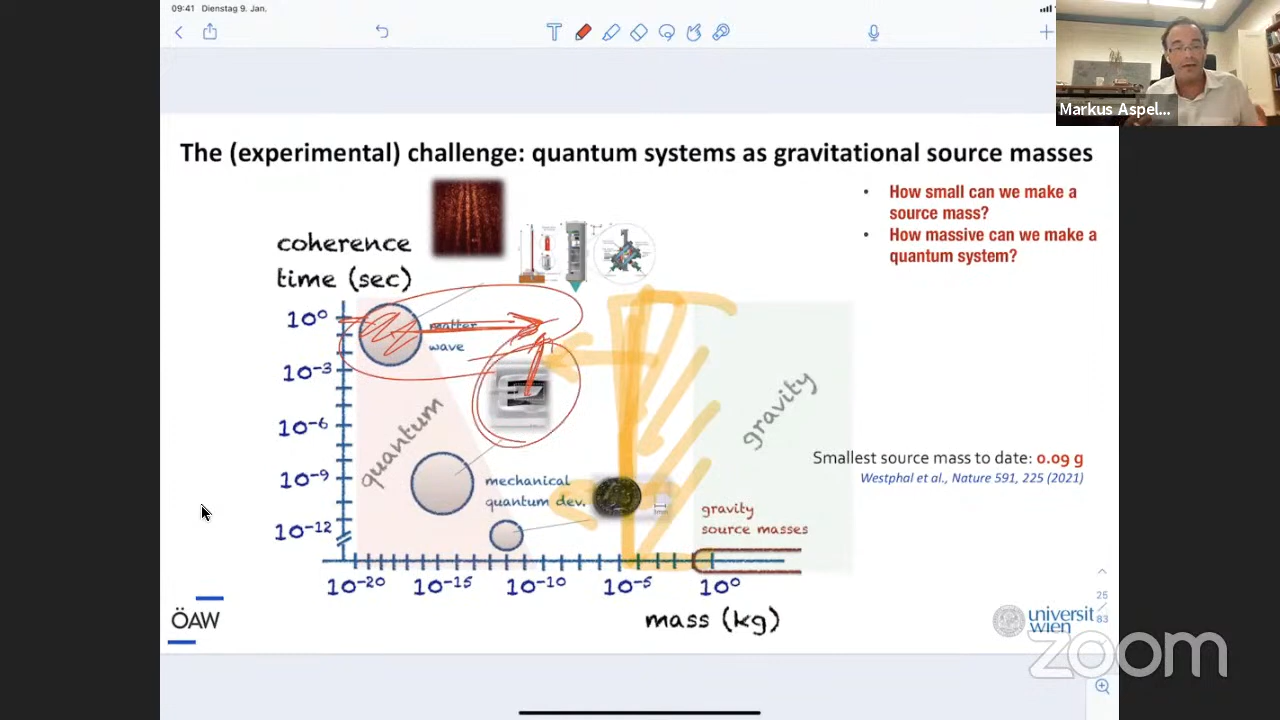 09:41 Dienstag 9. Jan.
Markus Aspel...
The (experimental) challenge: quantum systems as gravitational source masses
• How small can we make a
source mass?
• How massive can we make a
quantum system?
coherence
time (sec)
10⁰
10⁻³
10⁻⁶
10⁻⁹
10⁻¹²
matter
wave
quantum
mechanical
quantum dev.
gravity
Smallest source mass to date: 0.09 g
Westphal et al., Nature 591, 225 (2021)
gravity
source masses
10⁻²⁰ 10⁻¹⁵ 10⁻¹⁰ 10⁻⁵ 10⁰
mass (kg)
ÖAW
universität
wien
25
/
83
zoom